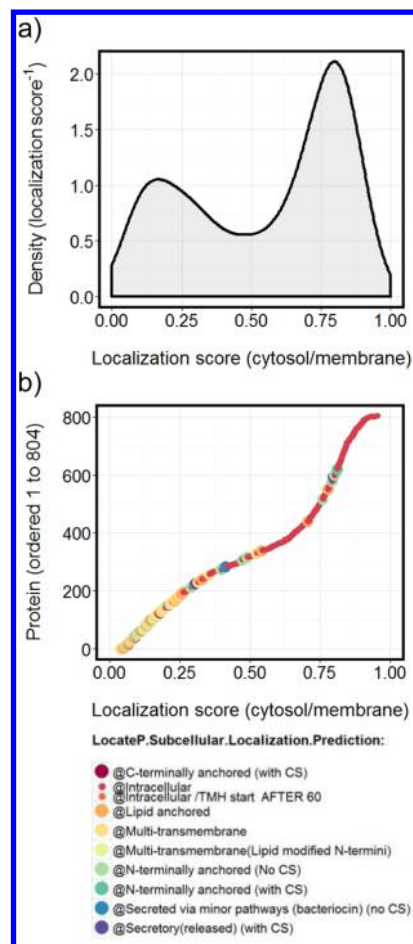 a)
Density (localization score⁻¹)
2.0
1.5
1.0
0.5
0.0
0.00 0.25 0.50 0.75 1.00
Localization score (cytosol/membrane)
b)
Protein (ordered 1 to 804)
800
600
400
200
0
0.00 0.25 0.50 0.75 1.00
Localization score (cytosol/membrane)
LocateP.Subcellular.Localization.Prediction:
@C-terminally anchored (with CS)
@Intracellular
@Intracellular /TMH start AFTER 60
@Lipid anchored
@Multi-transmembrane
@Multi-transmembrane(Lipid modified N-termini)
@N-terminally anchored (No CS)
@N-terminally anchored (with CS)
@Secreted via minor pathways (bacteriocin) (no CS)
@Secretory(released) (with CS)